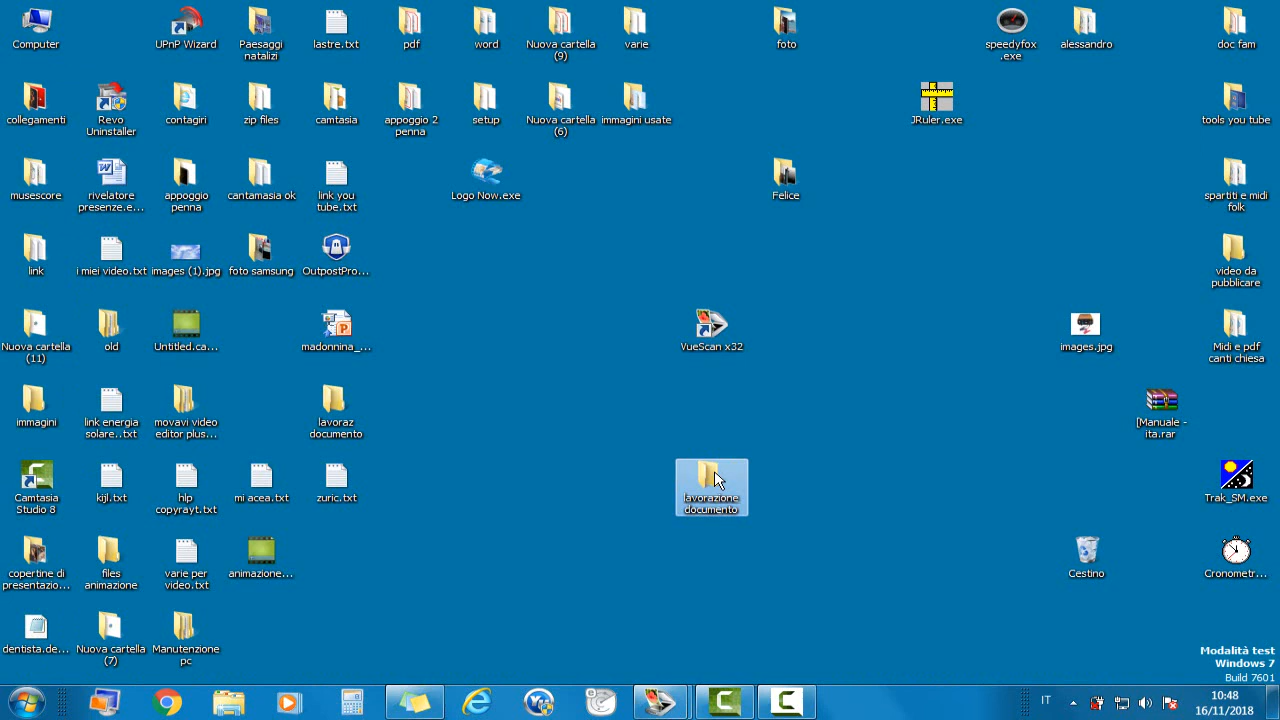 Computer
UPnP Wizard
Paesaggi
natalizi
lastre.txt
pdf
word
Nuova cartella
(9)
varie
foto
speedyfox
.exe
alessandro
doc fam
collegamenti
Revo
Uninstaller
contagiri
zip files
camtasia
appoggio 2
penna
setup
Nuova cartella
(6)
immagini usate
JRuler.exe
tools you tube
musescore
rivelatore
presenze.e...
appoggio
penna
cantamasia ok
link you
tube.txt
Logo Now.exe
Felice
spartiti e midi
folk
link
i miei video.txt
images (1).jpg
foto samsung
OutpostPro...
video da
pubblicare
Nuova cartella
(11)
old
Untitled.ca...
madonnina_...
VueScan x32
images.jpg
Midi e pdf
canti chiesa
immagini
link energia
solare..txt
movavi video
editor plus...
lavoraz
documento
[Manuale -
ita.rar
Camtasia
Studio 8
kijl.txt
hlp
copyrayt.txt
mi acea.txt
zuric.txt
lavorazione
documento
Trak_SM.exe
copertine di
presentazio...
files
animazione
varie per
video.txt
animazione...
Cestino
Cronometr...
dentista.de...
Nuova cartella
(7)
Manutenzione
pc
Modalità test
Windows 7
Build 7601
IT
10:48
16/11/2018